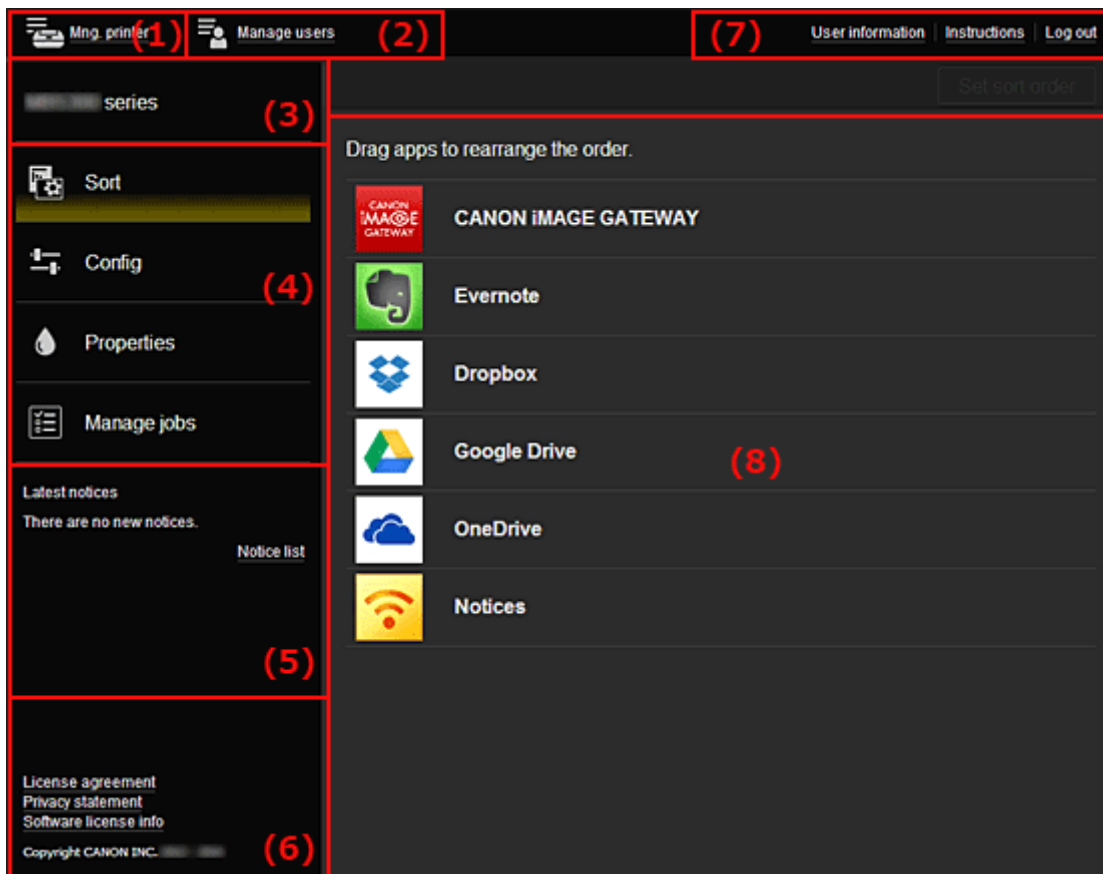 Mng. printer (1)
Manage users (2)
(7) User information Instructions Log out
series (3)
Set sort order
Drag apps to rearrange the order.
Sort
Config
(4)
Properties
Manage jobs
Latest notices
There are no new notices.
Notice list
(5)
License agreement
Privacy statement
Software license info
Copyright CANON INC.
(6)
CANON
iMAGE
GATEWAY
CANON iMAGE GATEWAY
Evernote
Dropbox
Google Drive
(8)
OneDrive
Notices